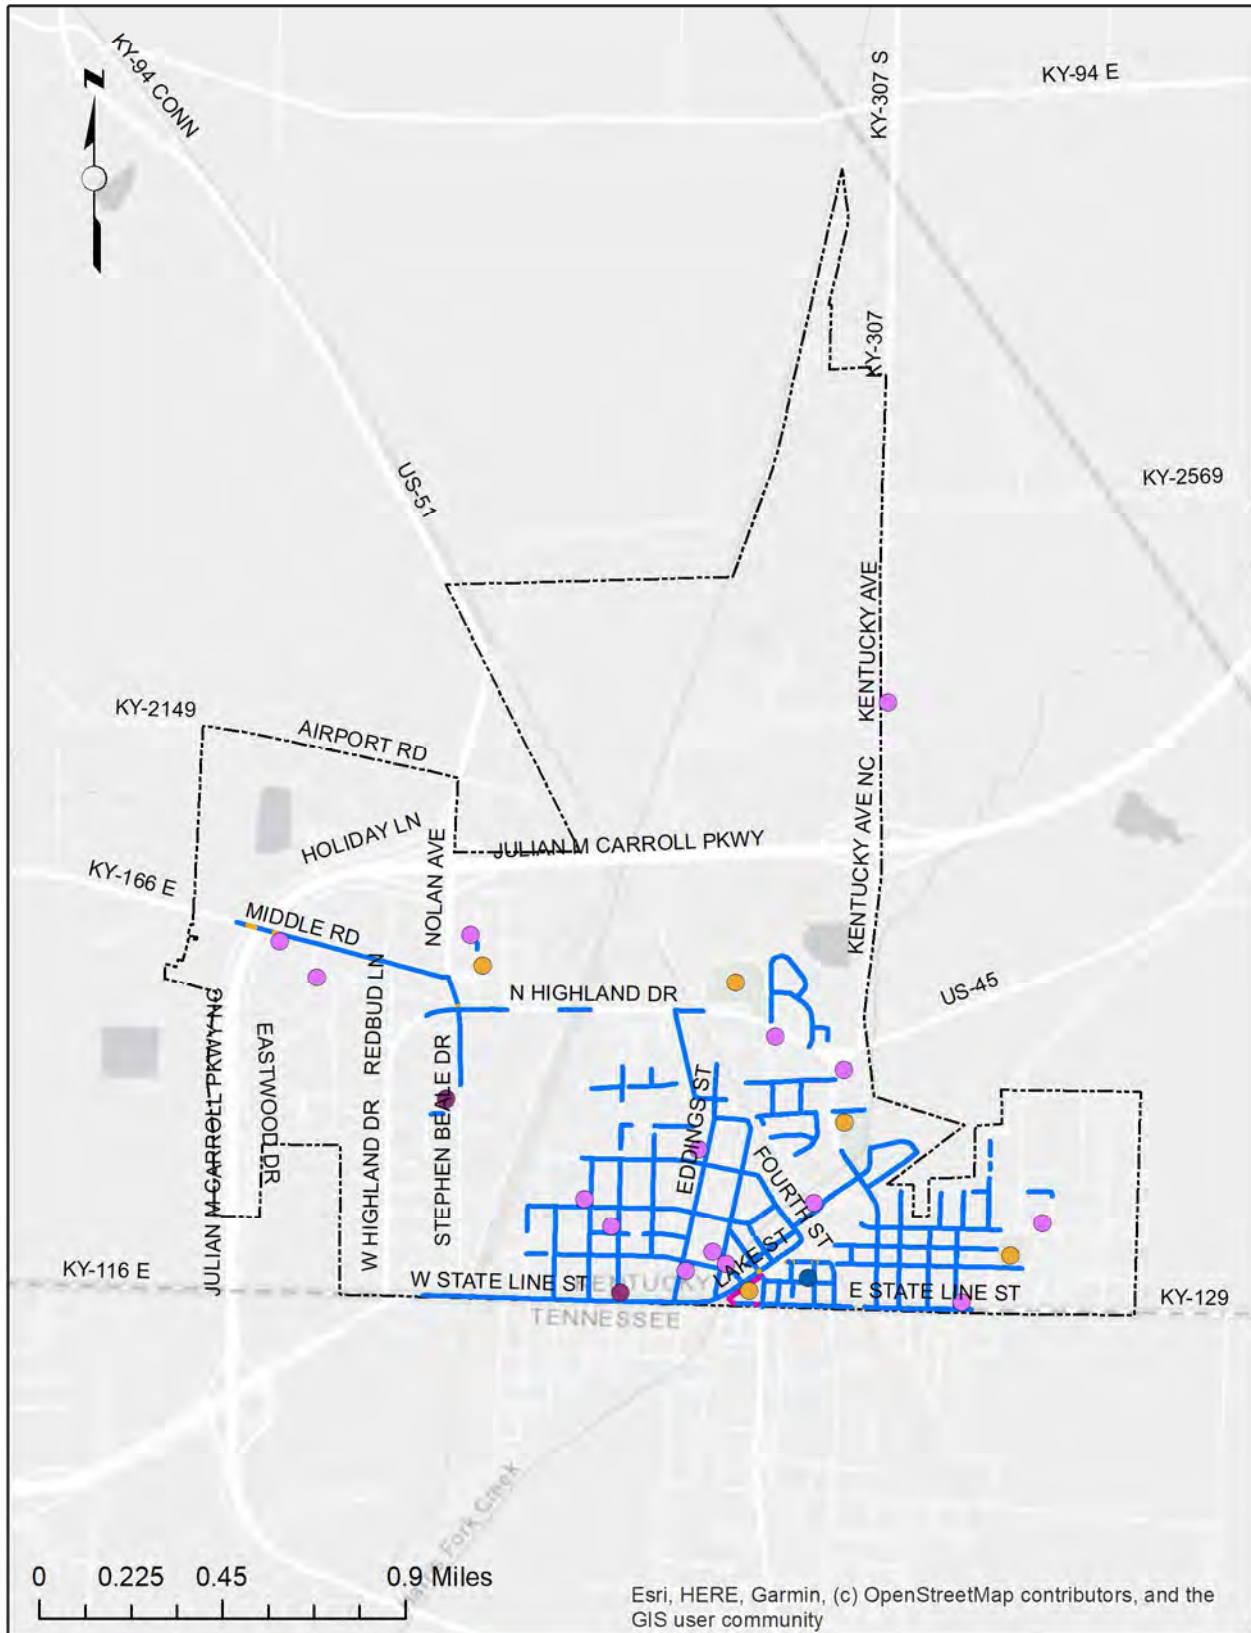 KY-94 CONN
KY-307 S
KY-94 E
N
KY-307
US-51
KY-2569
KENTUCKY AVE
KY-2149
AIRPORT RD
HOLIDAY LN
NOLAN AVE
JULIAN M CARROLL PKWY
KENTUCKY AVE NC
KY-166 E
MIDDLE RD
REDBUD LN
N HIGHLAND DR
US-45
JULIAN M CARROLL PKWY NC
EASTWOOD DR
W HIGHLAND DR
STEPHEN BEALE DR
EDDINGS ST
FOURTH ST
LAKE ST
KY-116 E
W STATE LINE ST
KENTUCKY
E STATE LINE ST
KY-129
TENNESSEE
Fork Creek
0 0.225 0.45 0.9 Miles
Esri, HERE, Garmin, (c) OpenStreetMap contributors, and the
GIS user community